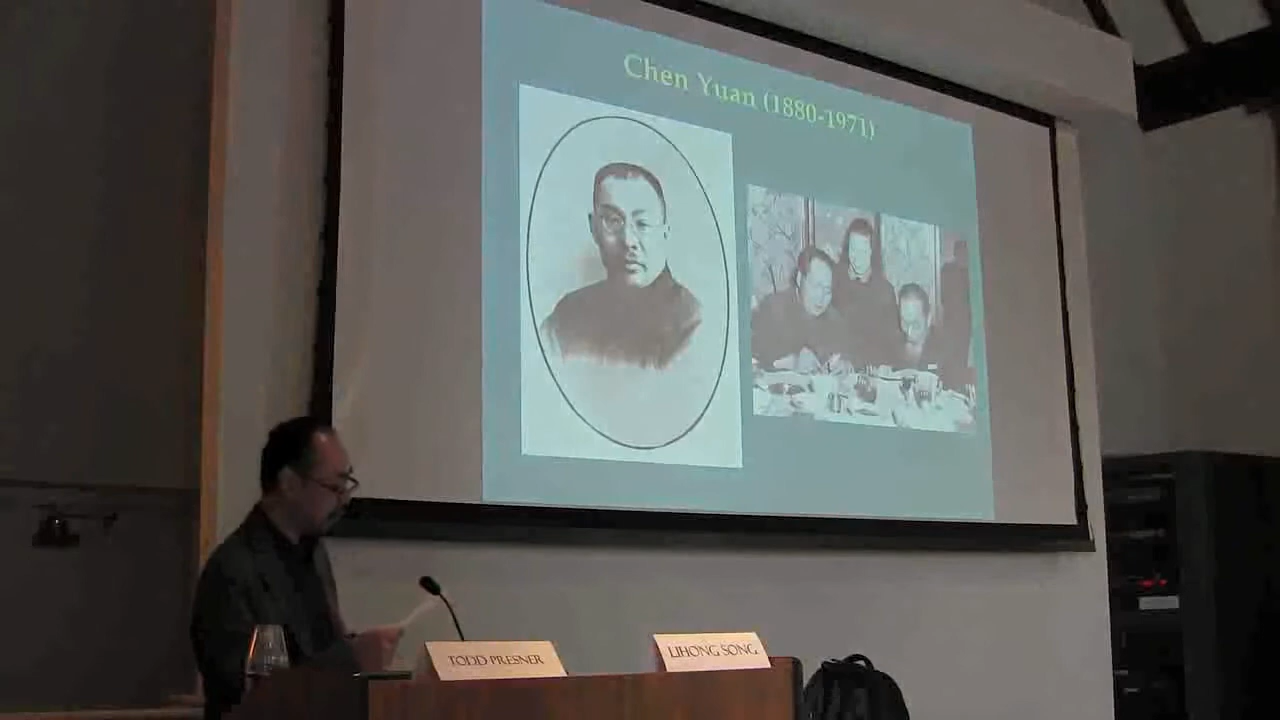 Chen Yuan (1880-1971)
TODD PRESNER
LIHONG SONG